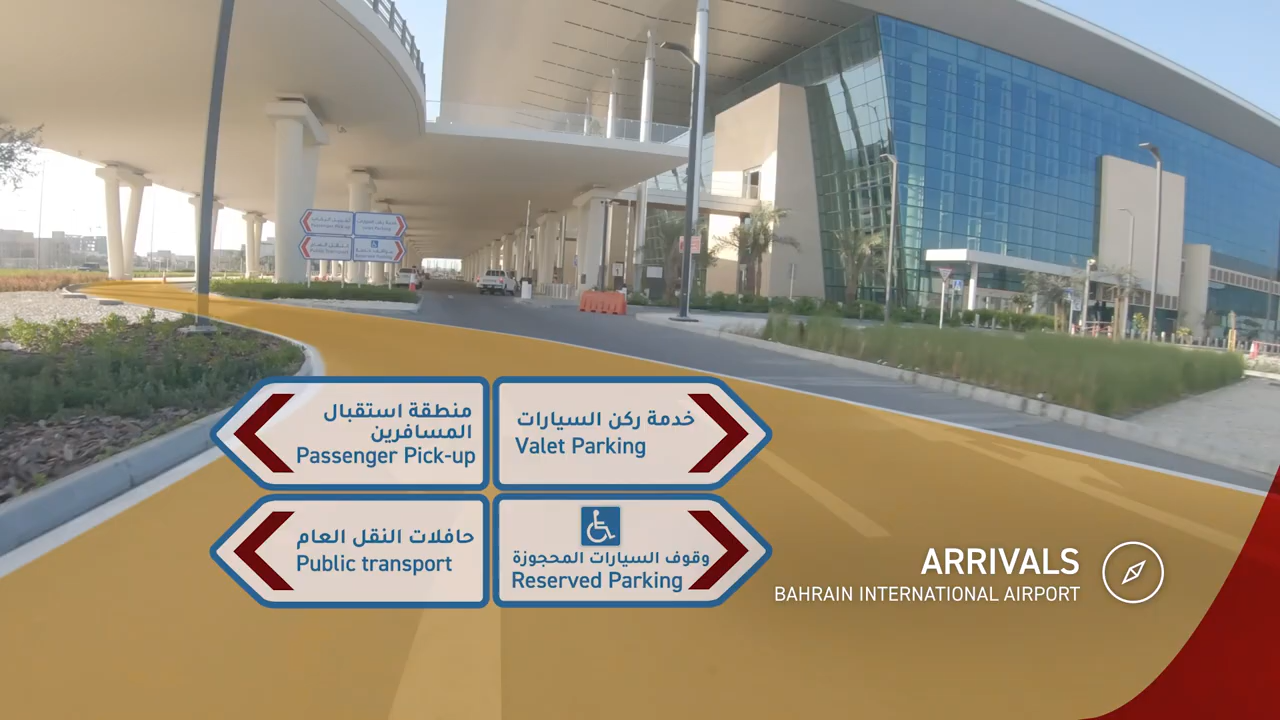 منطقة استقبال
المسافرين
Passenger Pick-up
خدمة ركن السيارات
Valet Parking
حافلات النقل العام
Public transport
وقوف السيارات المحجوزة
Reserved Parking
ARRIVALS
BAHRAIN INTERNATIONAL AIRPORT